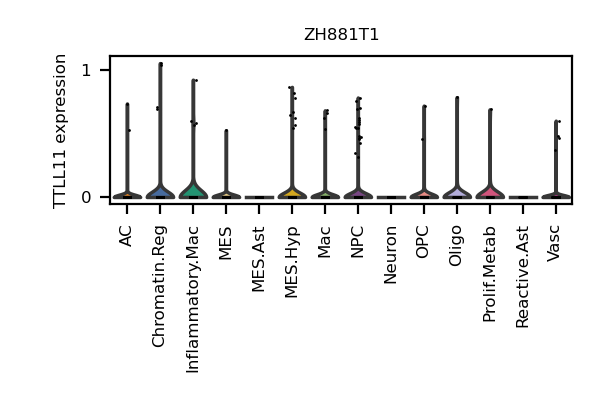 ZH881T1
TTLL11 expression
1
0
AC
Chromatin.Reg
Inflammatory.Mac
MES
MES.Ast
MES.Hyp
Mac
NPC
Neuron
OPC
Oligo
Prolif.Metab
Reactive.Ast
Vasc